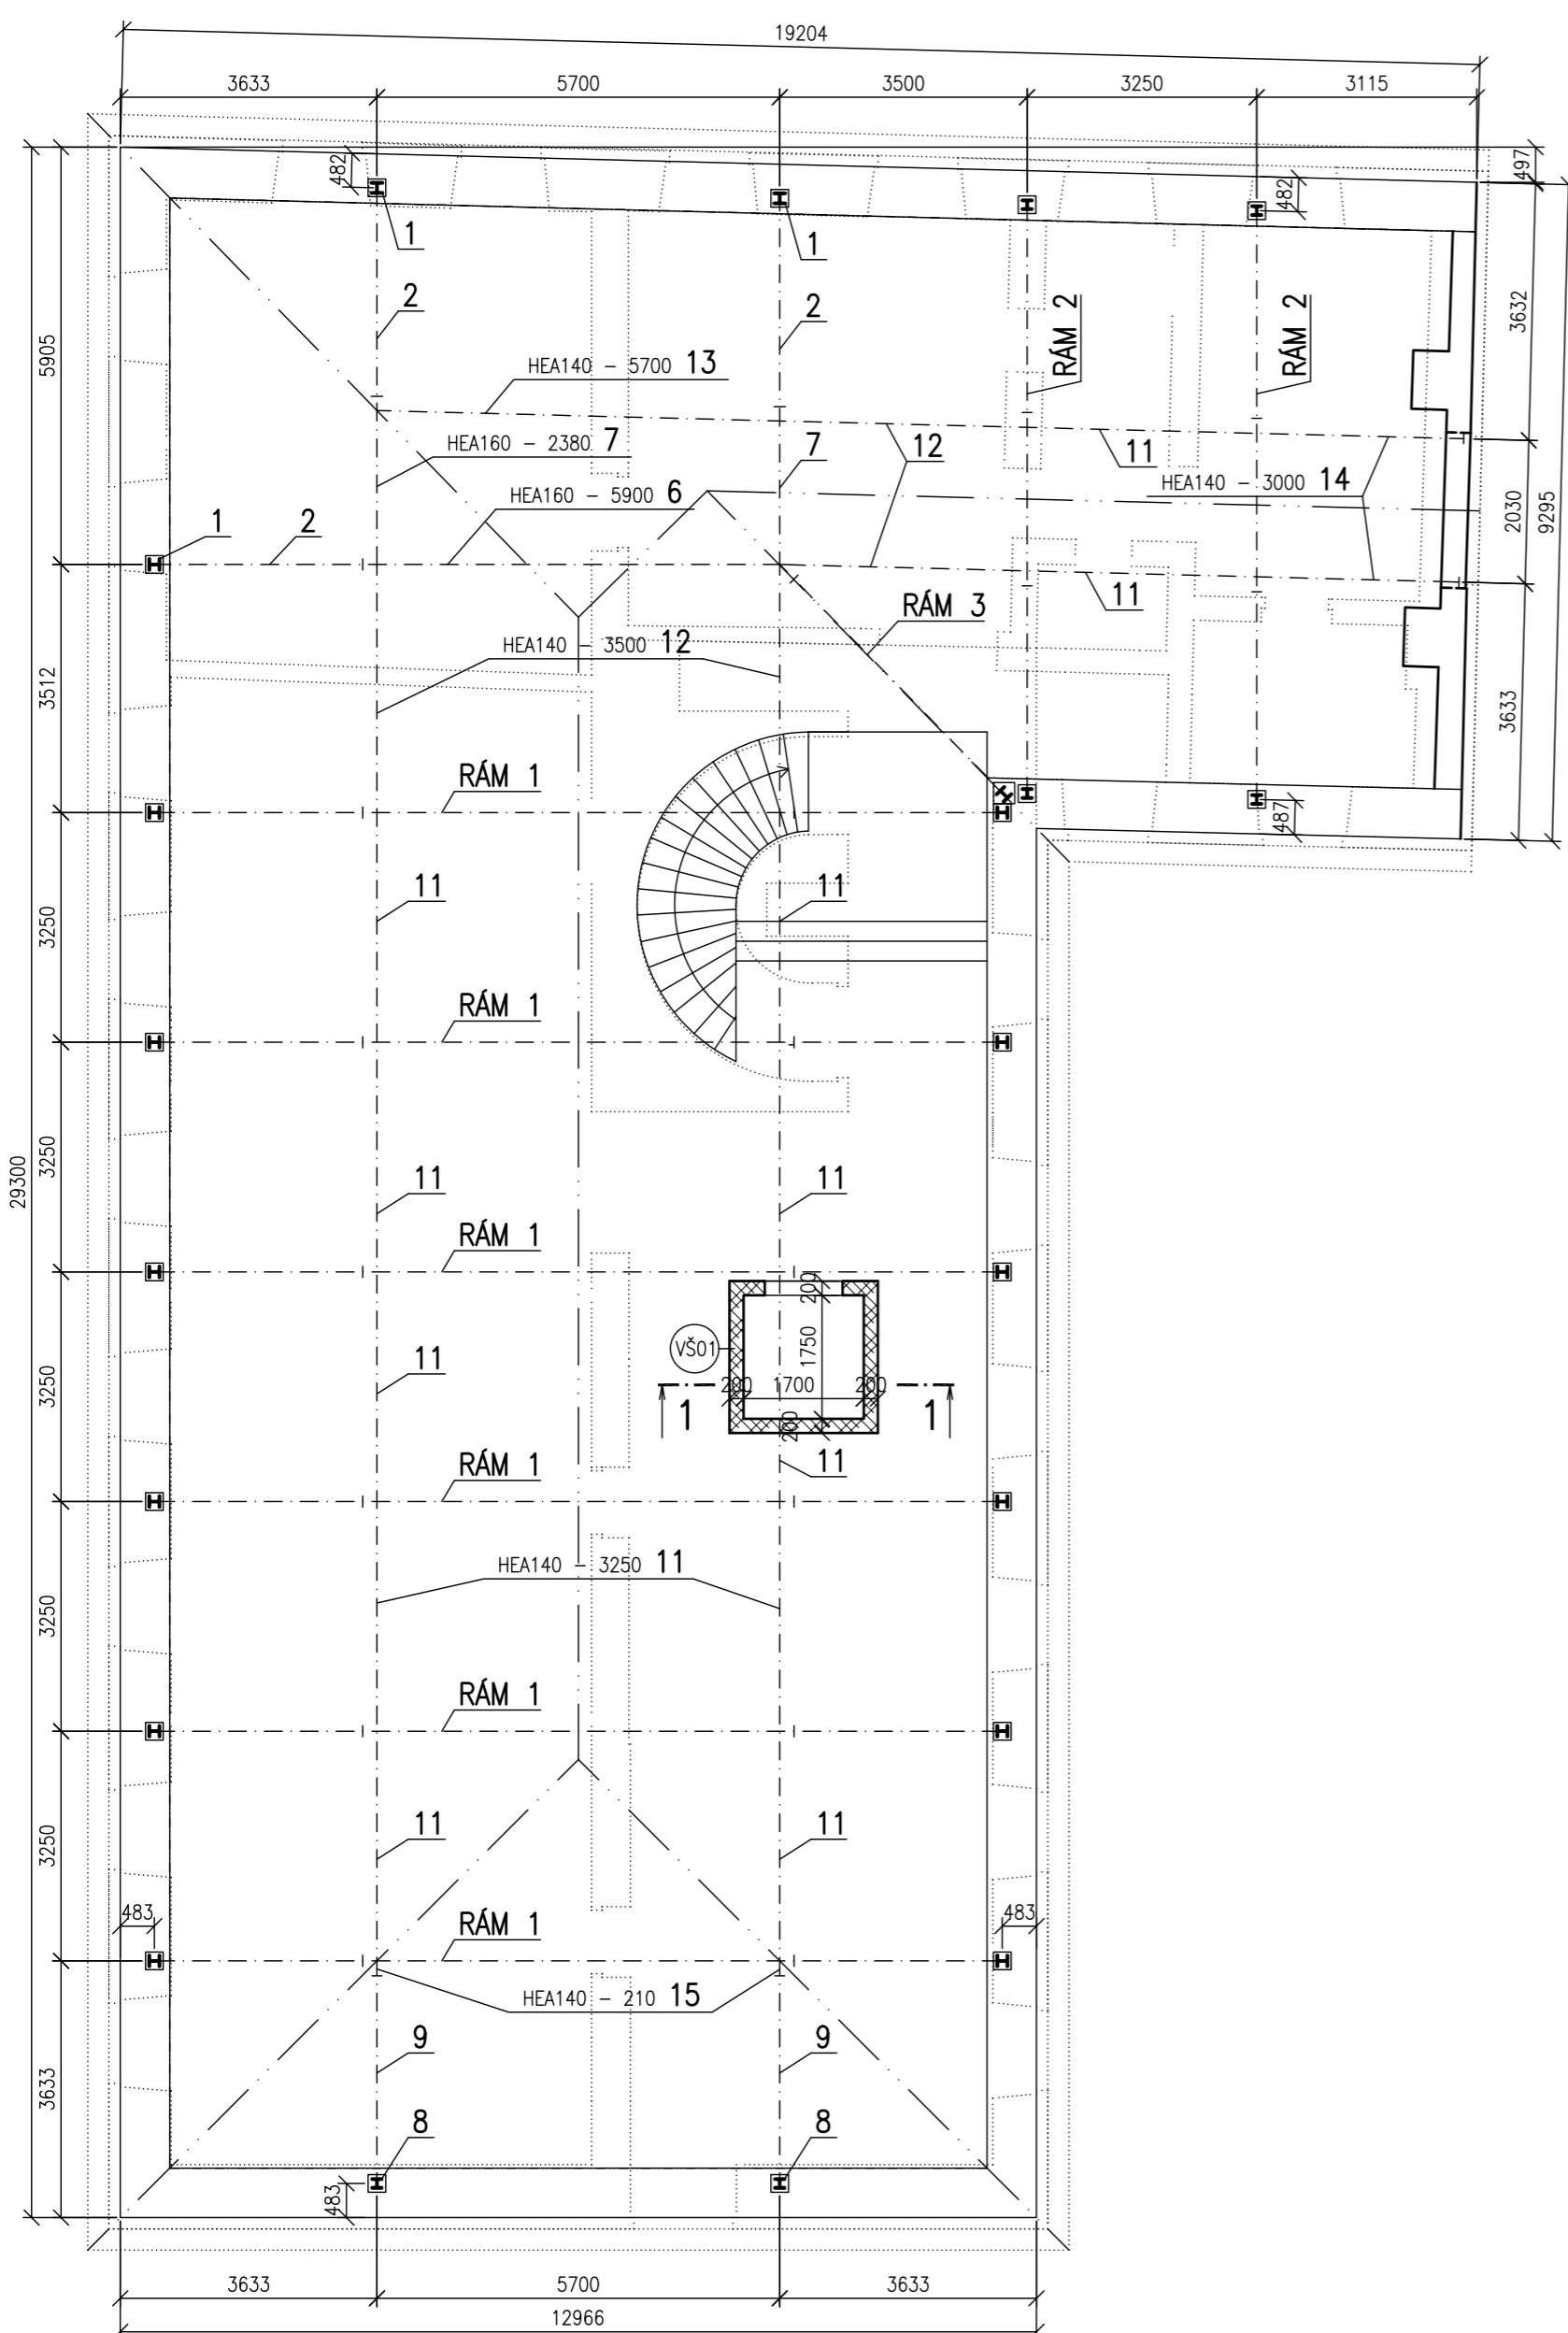 19204
3633 5700 3500 3250 3115
497
482
482
1
1
2
2
3632
RÁM 2
RÁM 2
5905
HEA140 - 5700 13
HEA160 - 2380 7
7
12
11
HEA160 - 5900 6
HEA140 - 3000 14
1
2
2030
9295
11
RÁM 3
HEA140 - 3500 12
3512
3633
RÁM 1
487
11
11
3250
RÁM 1
3250
29300
11
11
RÁM 1
200
VŠ01
1750
11
3250
200 1700 200
1
1
200
RÁM 1
11
HEA140 - 3250 11
3250
RÁM 1
11
11
3250
483
483
RÁM 1
HEA140 - 210 15
9
9
3633
8
8
483
3633 5700 3633
12966